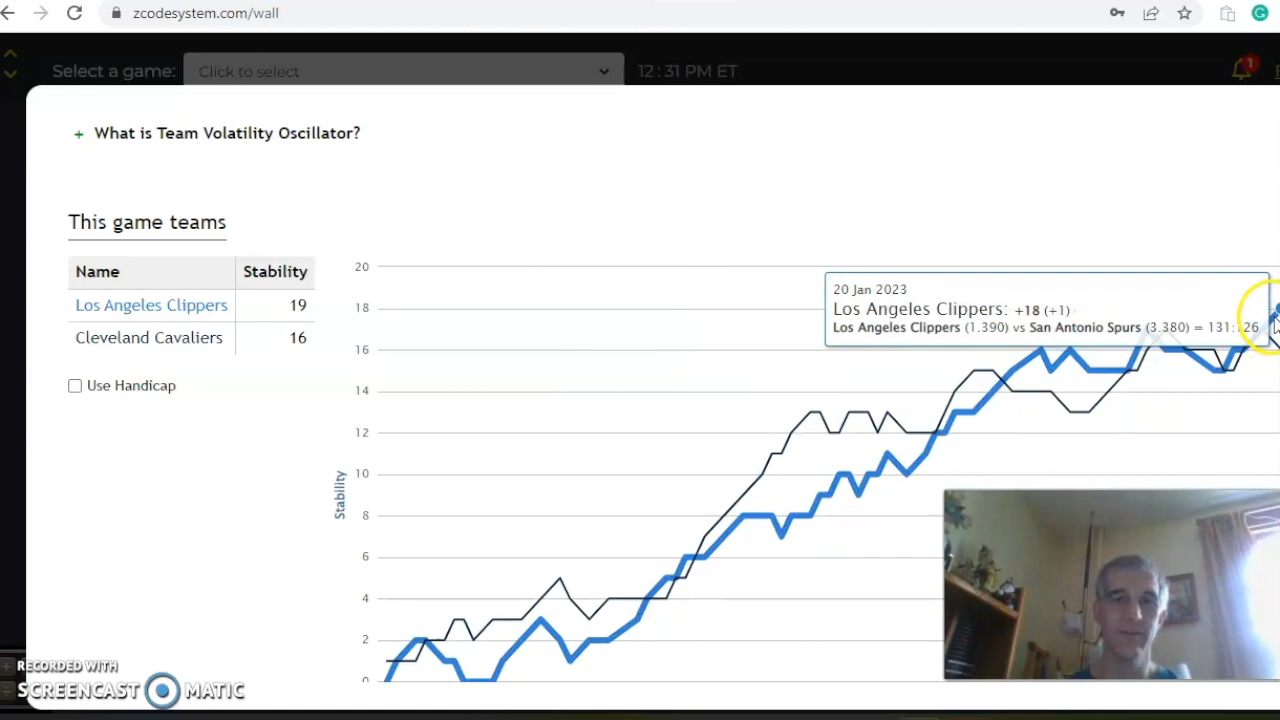 zcodesystem.com/wall
Select a game: Click to select 12:31 PM ET
1
+ What is Team Volatility Oscillator?
This game teams
Name Stability
Los Angeles Clippers 19
Cleveland Cavaliers 16
Use Handicap
Stability
20
18
16
14
12
10
8
6
4
2
0
20 Jan 2023
Los Angeles Clippers: +18 (+1)
Los Angeles Clippers (1.390) vs San Antonio Spurs (3.380) = 131:126
RECORDED WITH
SCREENCAST MATIC